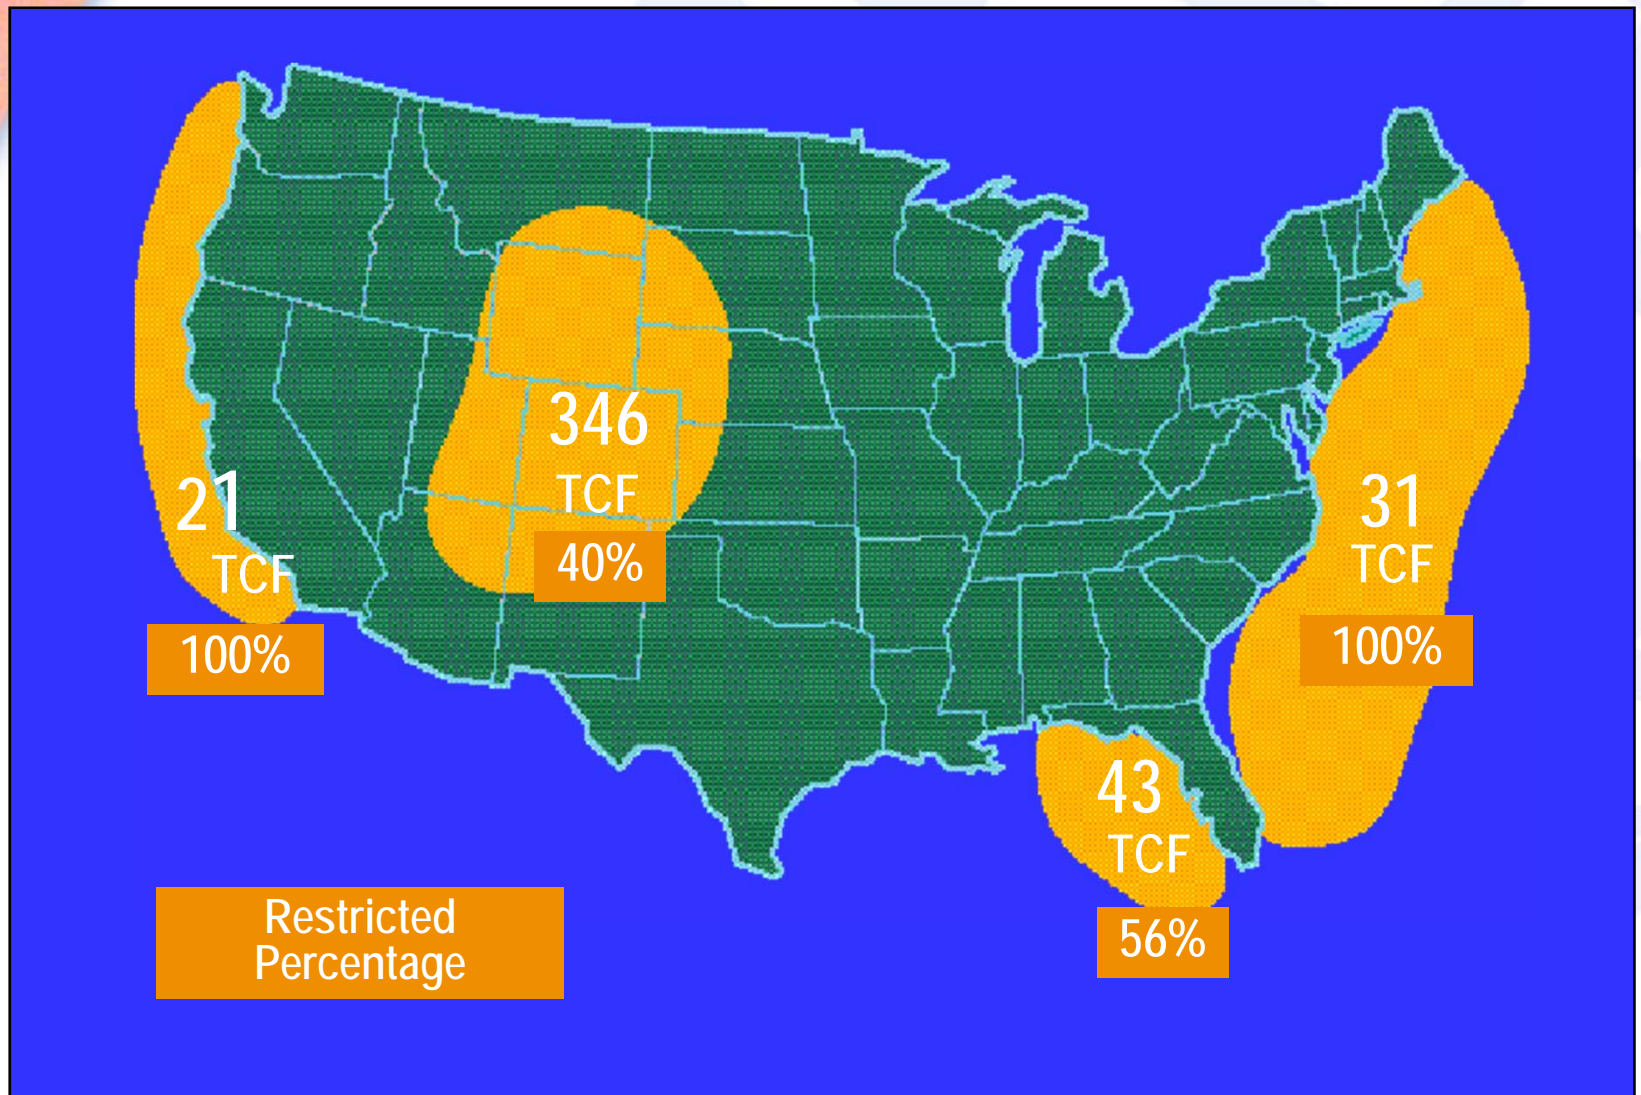 346
TCF
40%
21
TCF
100%
31
TCF
100%
43
TCF
56%
Restricted
Percentage